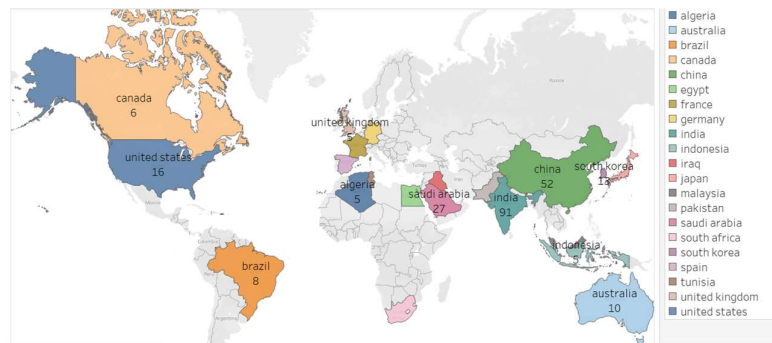 canada
6
united states
16
brazil
8
united kingdom
5
algeria
5
saudi arabia
27
india
91
china
52
south korea
13
indonesia
5
australia
10
algeria
australia
brazil
canada
china
egypt
france
germany
india
indonesia
iraq
japan
malaysia
pakistan
saudi arabia
south africa
south korea
spain
tunisia
united kingdom
united states